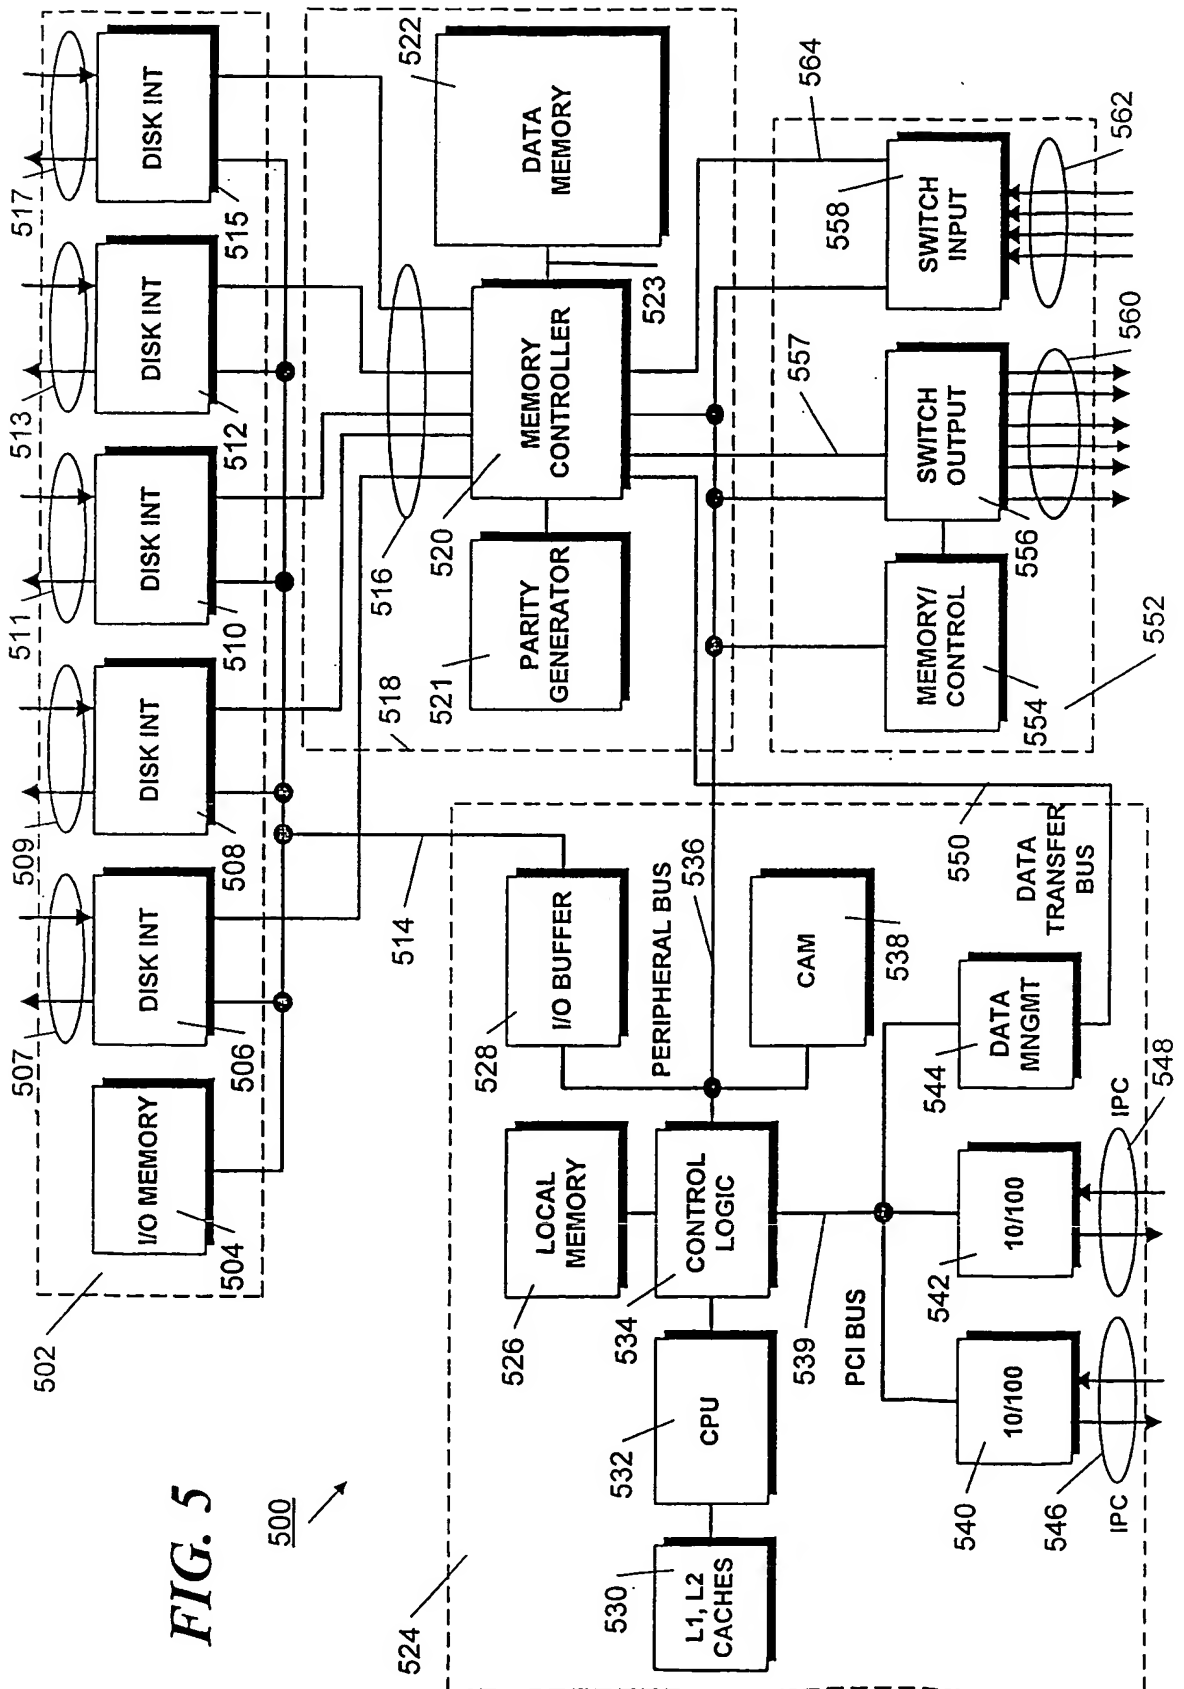 FIG. 5
500
502
504
I/O MEMORY
507
DISK INT
506
509
DISK INT
508
511
DISK INT
510
513
DISK INT
512
517
DISK INT
515
514
516
518
521
PARITY
GENERATOR
520
MEMORY
CONTROLLER
522
DATA
MEMORY
523
524
530
L1, L2
CACHES
532
CPU
526
LOCAL
MEMORY
534
CONTROL
LOGIC
528
I/O BUFFER
PERIPHERAL BUS
536
CAM
538
539
PCI BUS
540
10/100
546
IPC
542
10/100
IPC
548
544
DATA
MNGMT
550
DATA
TRANSFER
BUS
552
554
MEMORY/
CONTROL
556
SWITCH
OUTPUT
557
560
558
SWITCH
INPUT
564
562